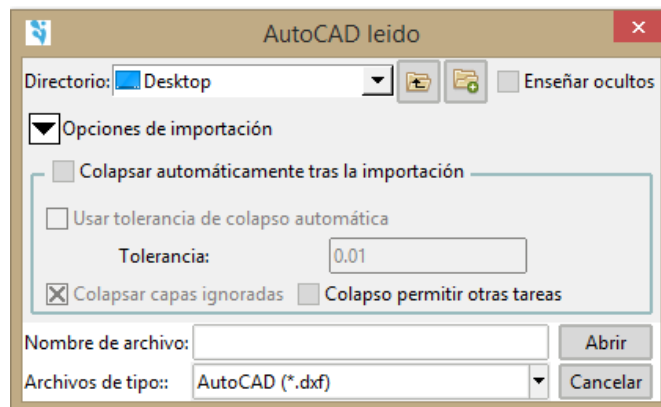 AutoCAD leido
Directorio: Desktop Enseñar ocultos
Opciones de importación
Colapsar automáticamente tras la importación
Usar tolerancia de colapso automática
Tolerancia: 0.01
Colapsar capas ignoradas Colapso permitir otras tareas
Nombre de archivo: Abrir
Archivos de tipo:: AutoCAD (*.dxf) Cancelar